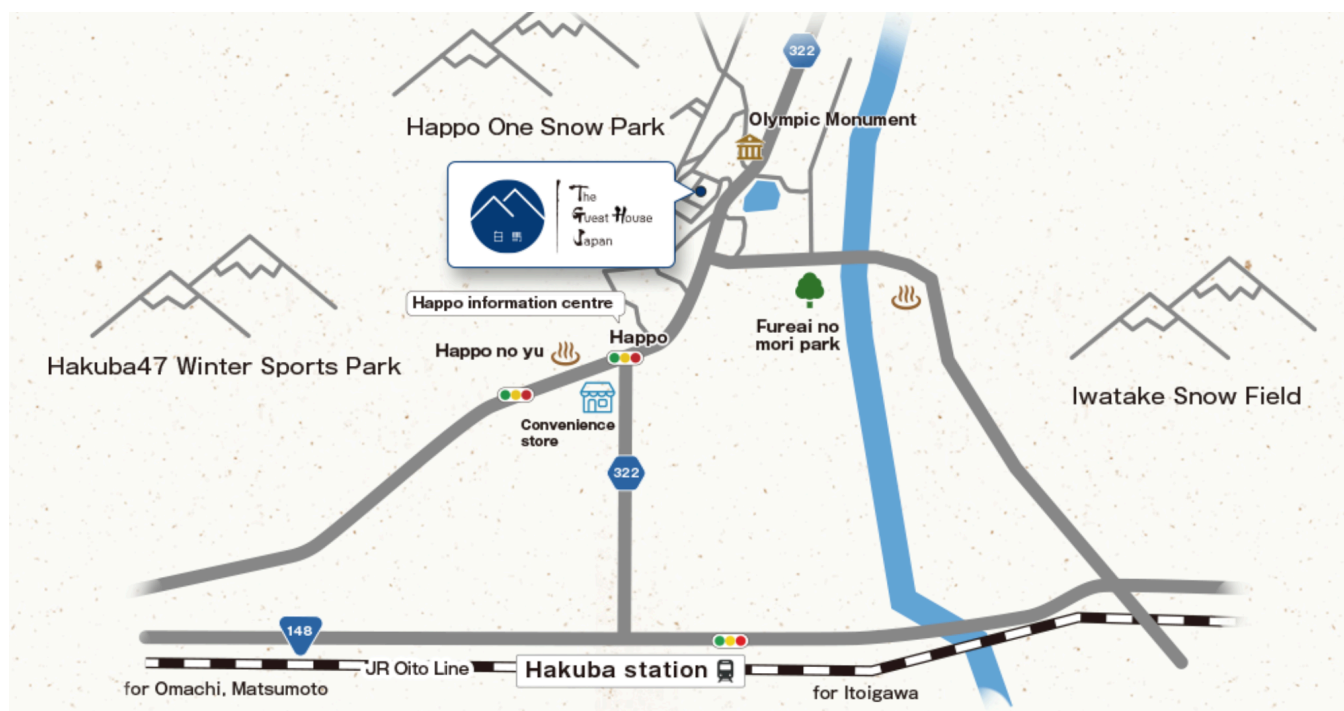 322
Olympic Monument
Happo One Snow Park
The
Guest House
Japan
白馬
Happo information centre
Happo
Happo no yu
Fureai no
mori park
Hakuba47 Winter Sports Park
Iwatake Snow Field
Convenience
store
322
148
JR Oito Line
Hakuba station
for Omachi, Matsumoto
for Itoigawa